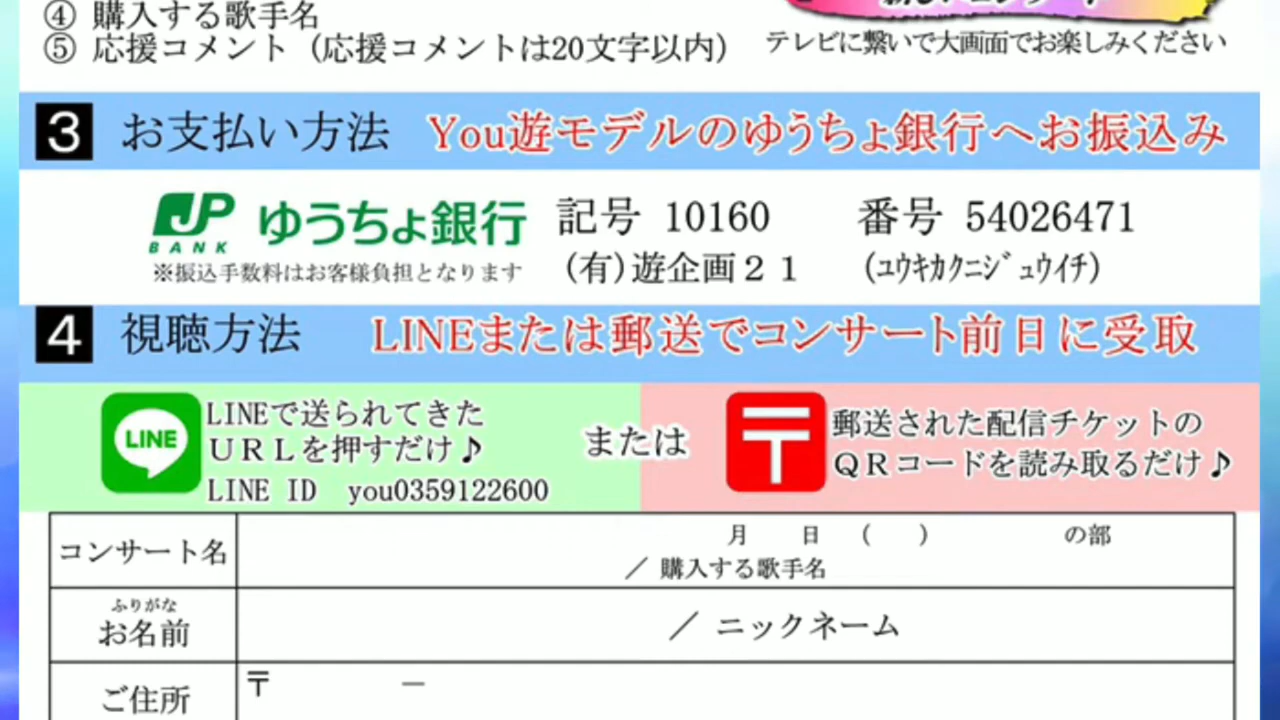 ④ 購入する歌手名
⑤ 応援コメント (応援コメントは20文字以内)
テレビに繋いで大画面でお楽しみください
3 お支払い方法 You遊モデルのゆうちょ銀行へお振込み
JP BANK ゆうちょ銀行 記号 10160 番号 54026471
※振込手数料はお客様負担となります (有)遊企画２１ (ﾕｳｷｶｸﾆｼﾞｭｳｲﾁ)
4 視聴方法 LINEまたは郵送でコンサート前日に受取
LINE
LINEで送られてきた
ＵＲＬを押すだけ♪
LINE ID you0359122600
または
〒
郵送された配信チケットの
ＱＲコードを読み取るだけ♪
コンサート名 月 日 ( ) の部
／ 購入する歌手名
ふりがな
お名前 ／ ニックネーム
ご住所 〒 －